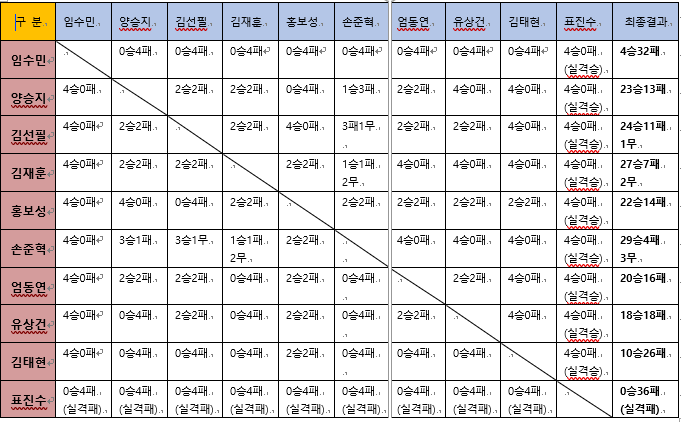 구 분 임수민 양승지 김선필 김재훈 홍보성 손준혁 엄동연 유상건 김태현 표진수 최종결과
임수민 0승4패 0승4패 0승4패 0승4패 0승4패 0승4패 0승4패 0승4패 4승0패 4승32패
(실격승)
양승지 4승0패 2승2패 2승2패 0승4패 1승3패 2승2패 4승0패 4승0패 4승0패 23승13패
(실격승)
김선필 4승0패 2승2패 2승2패 4승0패 3패1무 2승2패 2승2패 4승0패 4승0패 24승11패
(실격승) 1무
김재훈 4승0패 2승2패 2승2패 2승2패 1승1패 4승0패 4승0패 4승0패 4승0패 27승7패
2무 (실격승) 2무
홍보성 4승0패 4승0패 0승4패 2승2패 2승2패 2승2패 2승2패 2승2패 4승0패 22승14패
(실격승)
손준혁 4승0패 3승1패 3승1무 1승1패 2승2패 4승0패 4승0패 4승0패 4승0패 29승4패
2무 (실격승) 3무
엄동연 4승0패 2승2패 2승2패 0승4패 2승2패 0승4패 2승2패 4승0패 4승0패 20승16패
(실격승)
유상건 4승0패 0승4패 2승2패 0승4패 2승2패 0승4패 2승2패 4승0패 4승0패 18승18패
(실격승)
김태현 4승0패 0승4패 0승4패 0승4패 2승2패 0승4패 0승4패 0승4패 4승0패 10승26패
(실격승)
표진수 0승4패 0승4패 0승4패 0승4패 0승4패 0승4패 0승4패 0승4패 0승4패 0승36패
(실격패) (실격패) (실격패) (실격패) (실격패) (실격패) (실격패) (실격패) (실격패) (실격패)